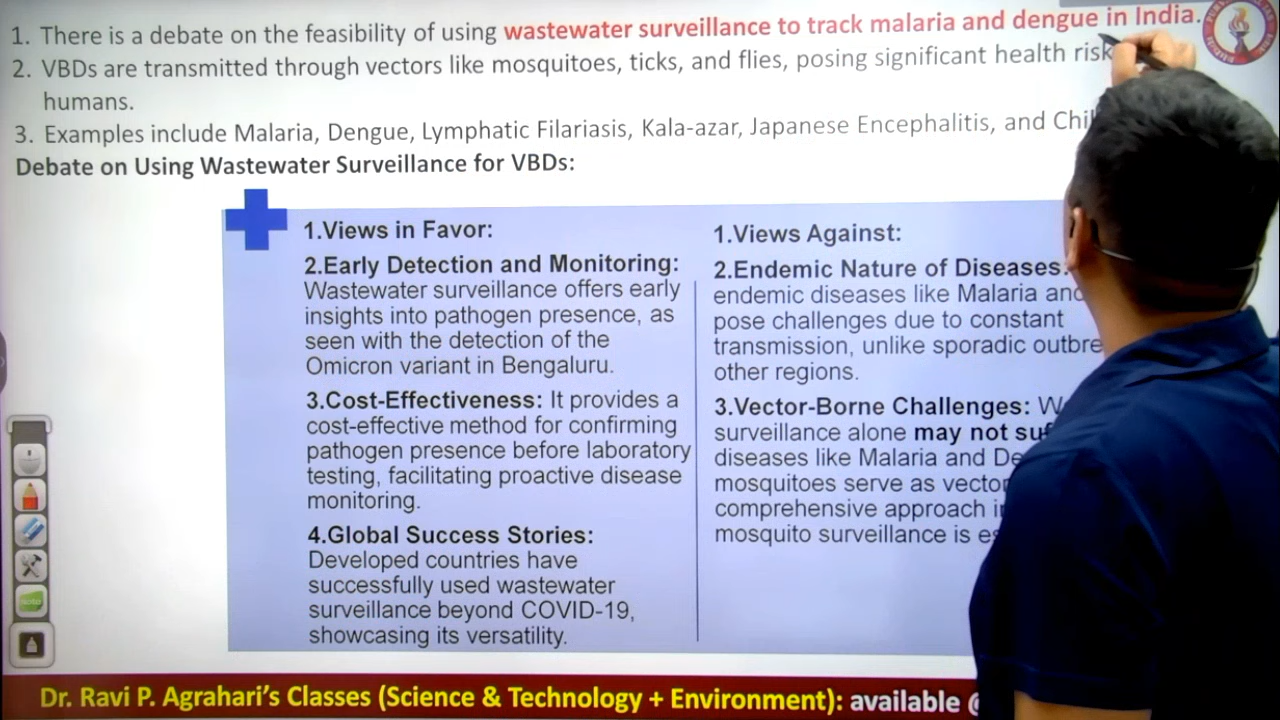 1. There is a debate on the feasibility of using wastewater surveillance to track malaria and dengue in India.
2. VBDs are transmitted through vectors like mosquitoes, ticks, and flies, posing significant health risk
humans.
3. Examples include Malaria, Dengue, Lymphatic Filariasis, Kala-azar, Japanese Encephalitis, and
Debate on Using Wastewater Surveillance for VBDs:
1.Views in Favor:
2.Early Detection and Monitoring:
Wastewater surveillance offers early
insights into pathogen presence, as
seen with the detection of the
Omicron variant in Bengaluru.
3.Cost-Effectiveness: It provides a
cost-effective method for confirming
pathogen presence before laboratory
testing, facilitating proactive disease
monitoring.
4.Global Success Stories:
Developed countries have
successfully used wastewater
surveillance beyond COVID-19,
showcasing its versatility.
1.Views Against:
2.Endemic Nature of Diseases:
endemic diseases like Malaria and
pose challenges due to constant
transmission, unlike sporadic
other regions.
3.Vector-Borne Challenges:
surveillance alone may not
diseases like Malaria and
mosquitoes serve as
comprehensive approach
mosquito surveillance is
Dr. Ravi P. Agrahari's Classes (Science & Technology + Environment): available @